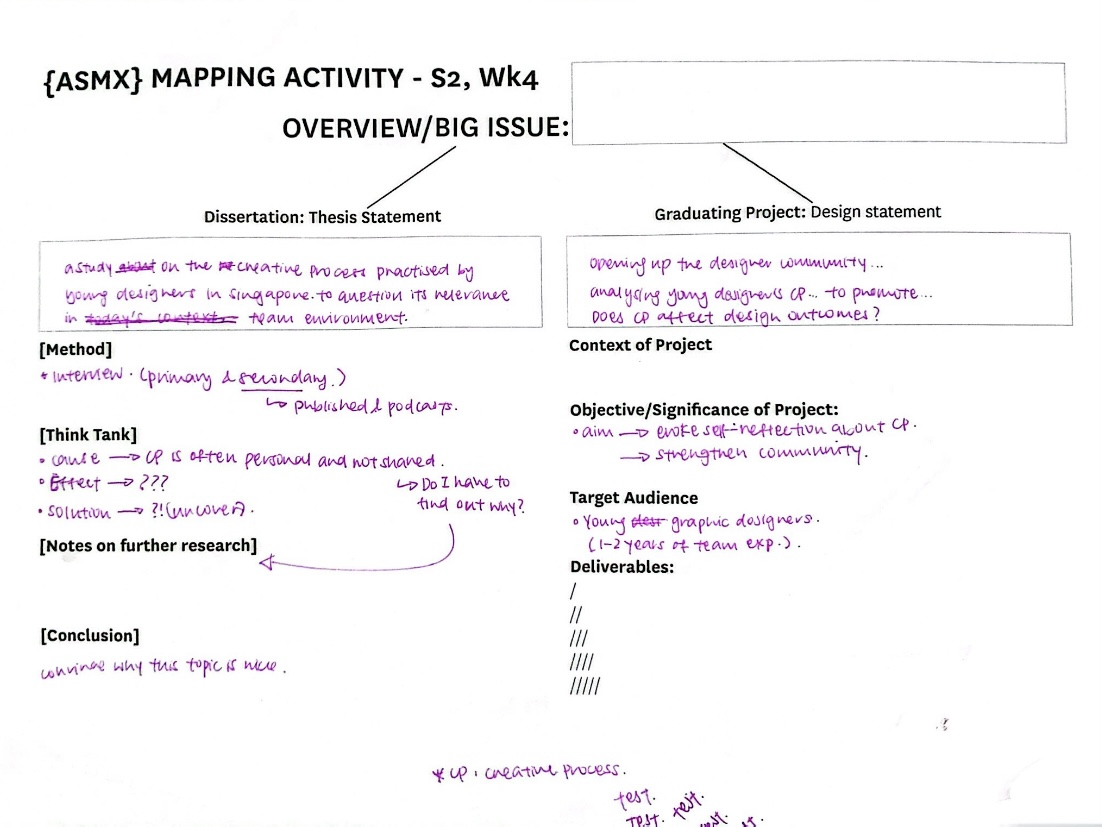 {ASMX} MAPPING ACTIVITY - S2, Wk4
OVERVIEW/BIG ISSUE:
Dissertation: Thesis Statement
a study about on the creative process practised by
young designers in Singapore. to question its relevance
in today's context. team environment.
[Method]
• interview. (primary & secondary.)
↳ published & podcasts.
[Think Tank]
• cause → CP is often personal and not shared.
• Effect → ???
↳ Do I have to
find out why?
• solution → ?! (uncover).
[Notes on further research]
[Conclusion]
convince why this topic is nice.
Graduating Project: Design statement
opening up the designer community...
analysing young designers CP... to promote...
Does CP affect design outcomes?
Context of Project
Objective/Significance of Project:
• aim → evoke self-reflection about CP.
→ strengthen community.
Target Audience
• Young graphic designers.
(1-2 years of team exp.).
Deliverables:
/
//
///
////
/////
* CP : creative process.
test.
test.
test.